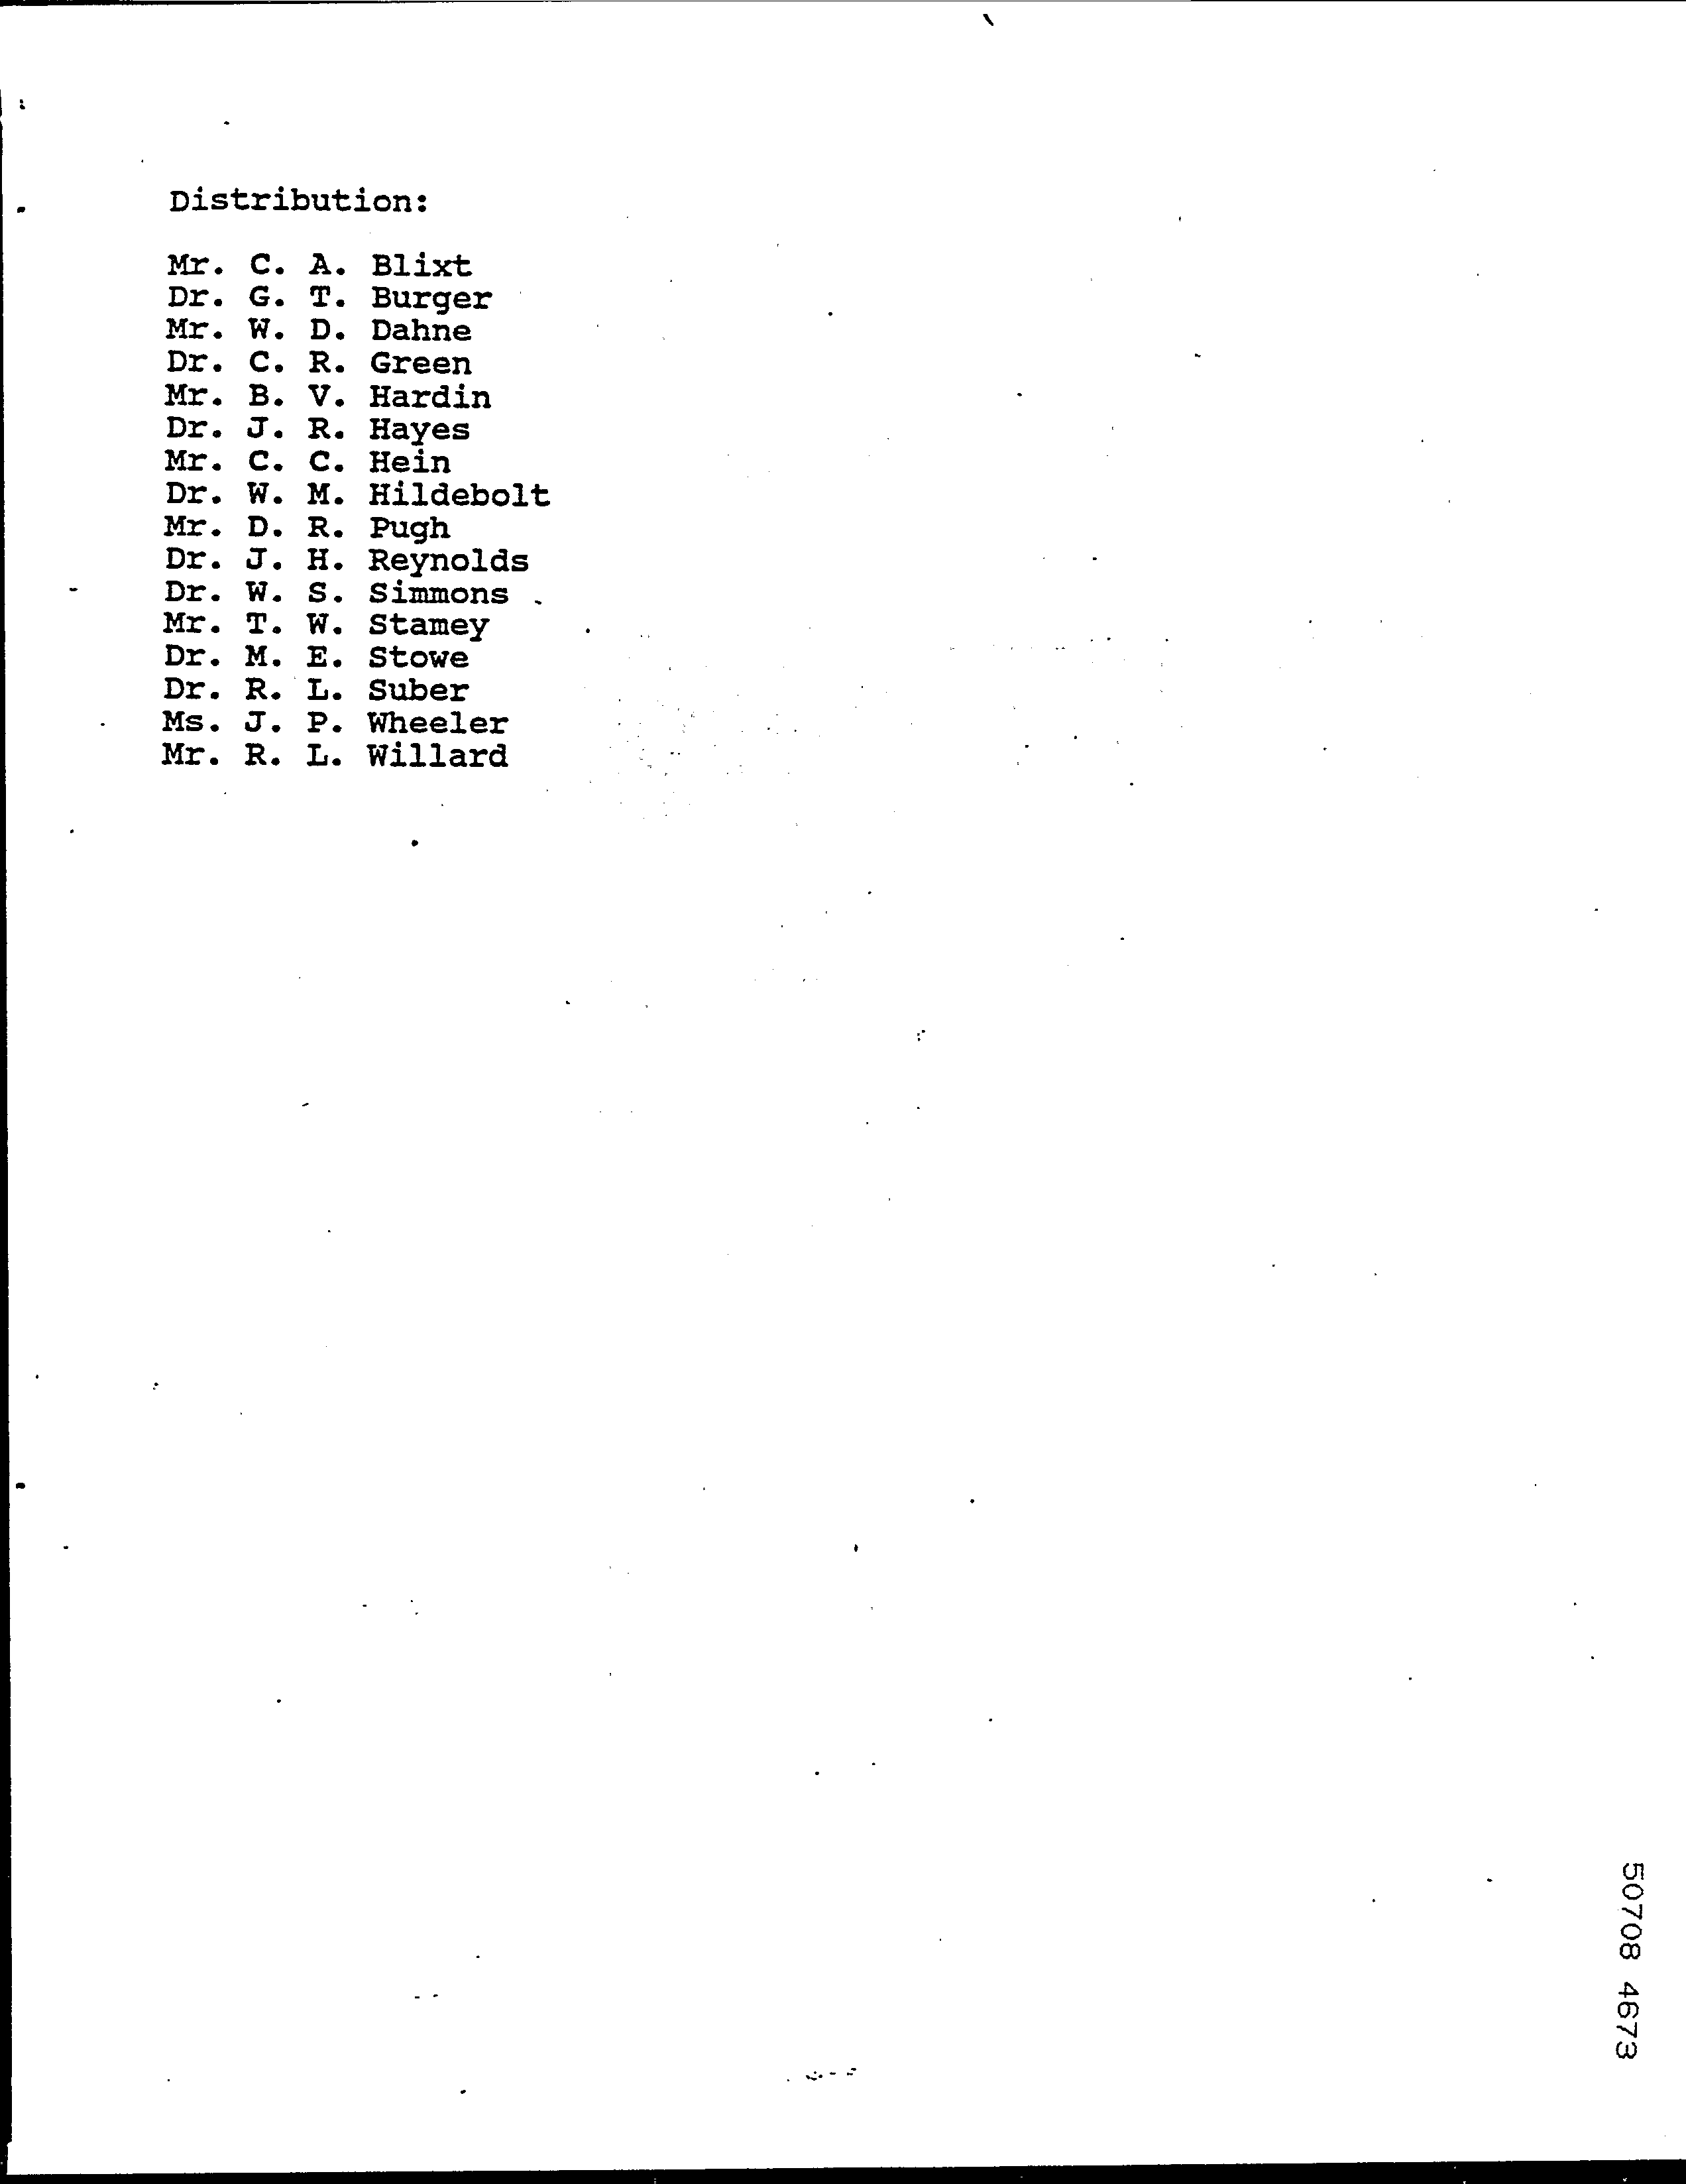 Distribution:
Mr. C. A. Blixt
Dr. G. T. Burger
Mr. W. D. Dahne
Dr. C. R. Green
Mr. B. V. Hardin
Dr. J. R. Hayes
Mr. C. C. Hein
Dr. W. M. Hildebolt
Mr. D. R. Pugh
Dr. J. H. Reynolds
Dr. W. S. Simmons
Mr. T. W. Stamey
Dr. M. E. Stowe
Dr. R. L. Suber
Ms. J. P. Wheeler
Mr. R. L. Willard
50708 4673